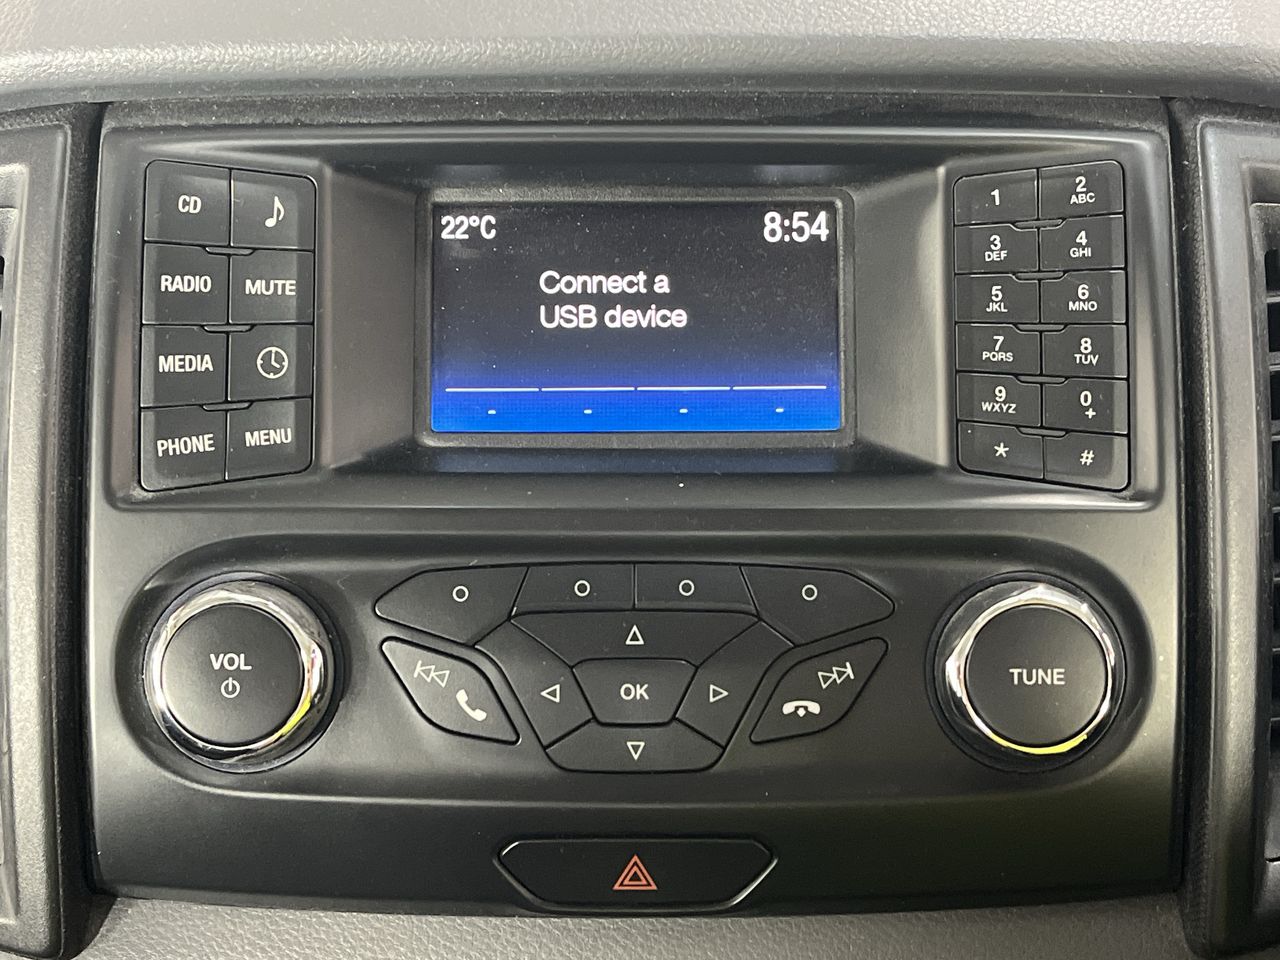 CD
RADIO
MUTE
MEDIA
PHONE
MENU
22°C
8:54
Connect a
USB device
1
2
ABC
3
DEF
4
GHI
5
JKL
6
MNO
7
PQRS
8
TUV
9
WXYZ
0
+
*
#
VOL
OK
TUNE